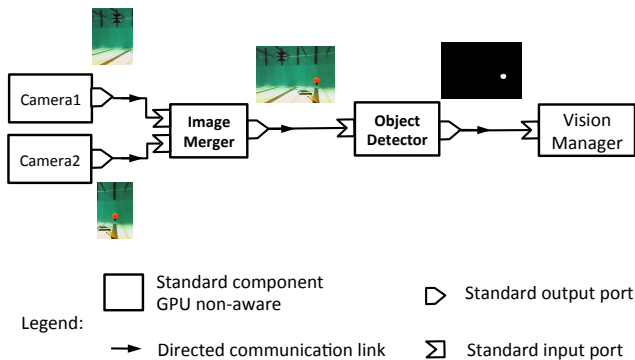 Camera1
Camera2
Image
Merger
Object
Detector
Vision
Manager
Legend:
Standard component
GPU non-aware
Directed communication link
Standard output port
Standard input port